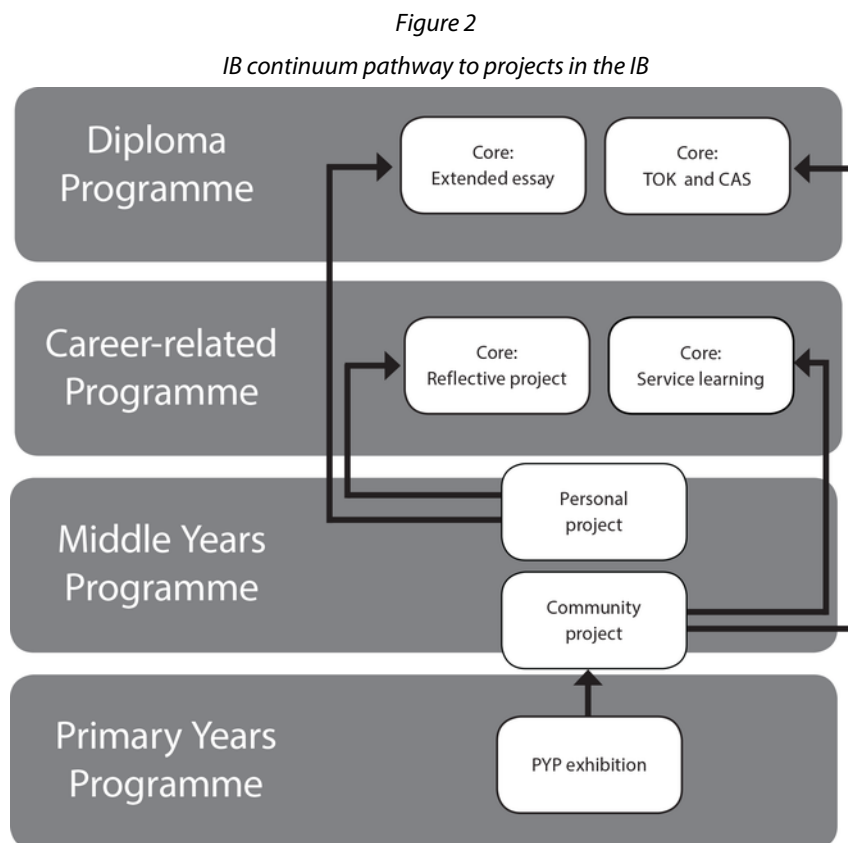 Figure 2
IB continuum pathway to projects in the IB
Diploma
Programme
Core:
Extended essay
Core:
TOK and CAS
Career-related
Programme
Core:
Reflective project
Core:
Service learning
Middle Years
Programme
Personal
project
Community
project
Primary Years
Programme
PYP exhibition